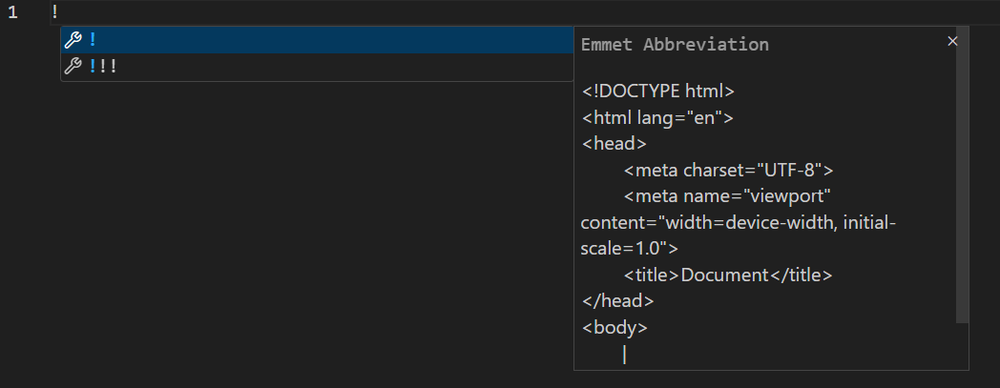 1 !
!
!!!
Emmet Abbreviation ×
<!DOCTYPE html>
<html lang="en">
<head>
<meta charset="UTF-8">
<meta name="viewport"
content="width=device-width, initial-
scale=1.0">
<title>Document</title>
</head>
<body>
|